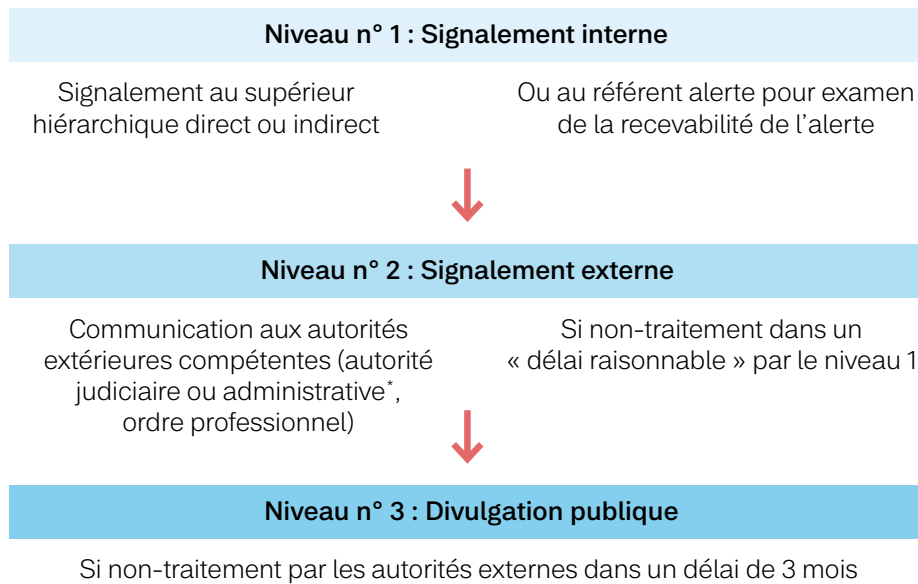 Niveau n° 1 : Signalement interne
Signalement au supérieur
hiérarchique direct ou indirect
Ou au référent alerte pour examen
de la recevabilité de l’alerte
Niveau n° 2 : Signalement externe
Communication aux autorités
extérieures compétentes (autorité
judiciaire ou administrative*,
ordre professionnel)
Si non-traitement dans un
« délai raisonnable » par le niveau 1
Niveau n° 3 : Divulgation publique
Si non-traitement par les autorités externes dans un délai de 3 mois